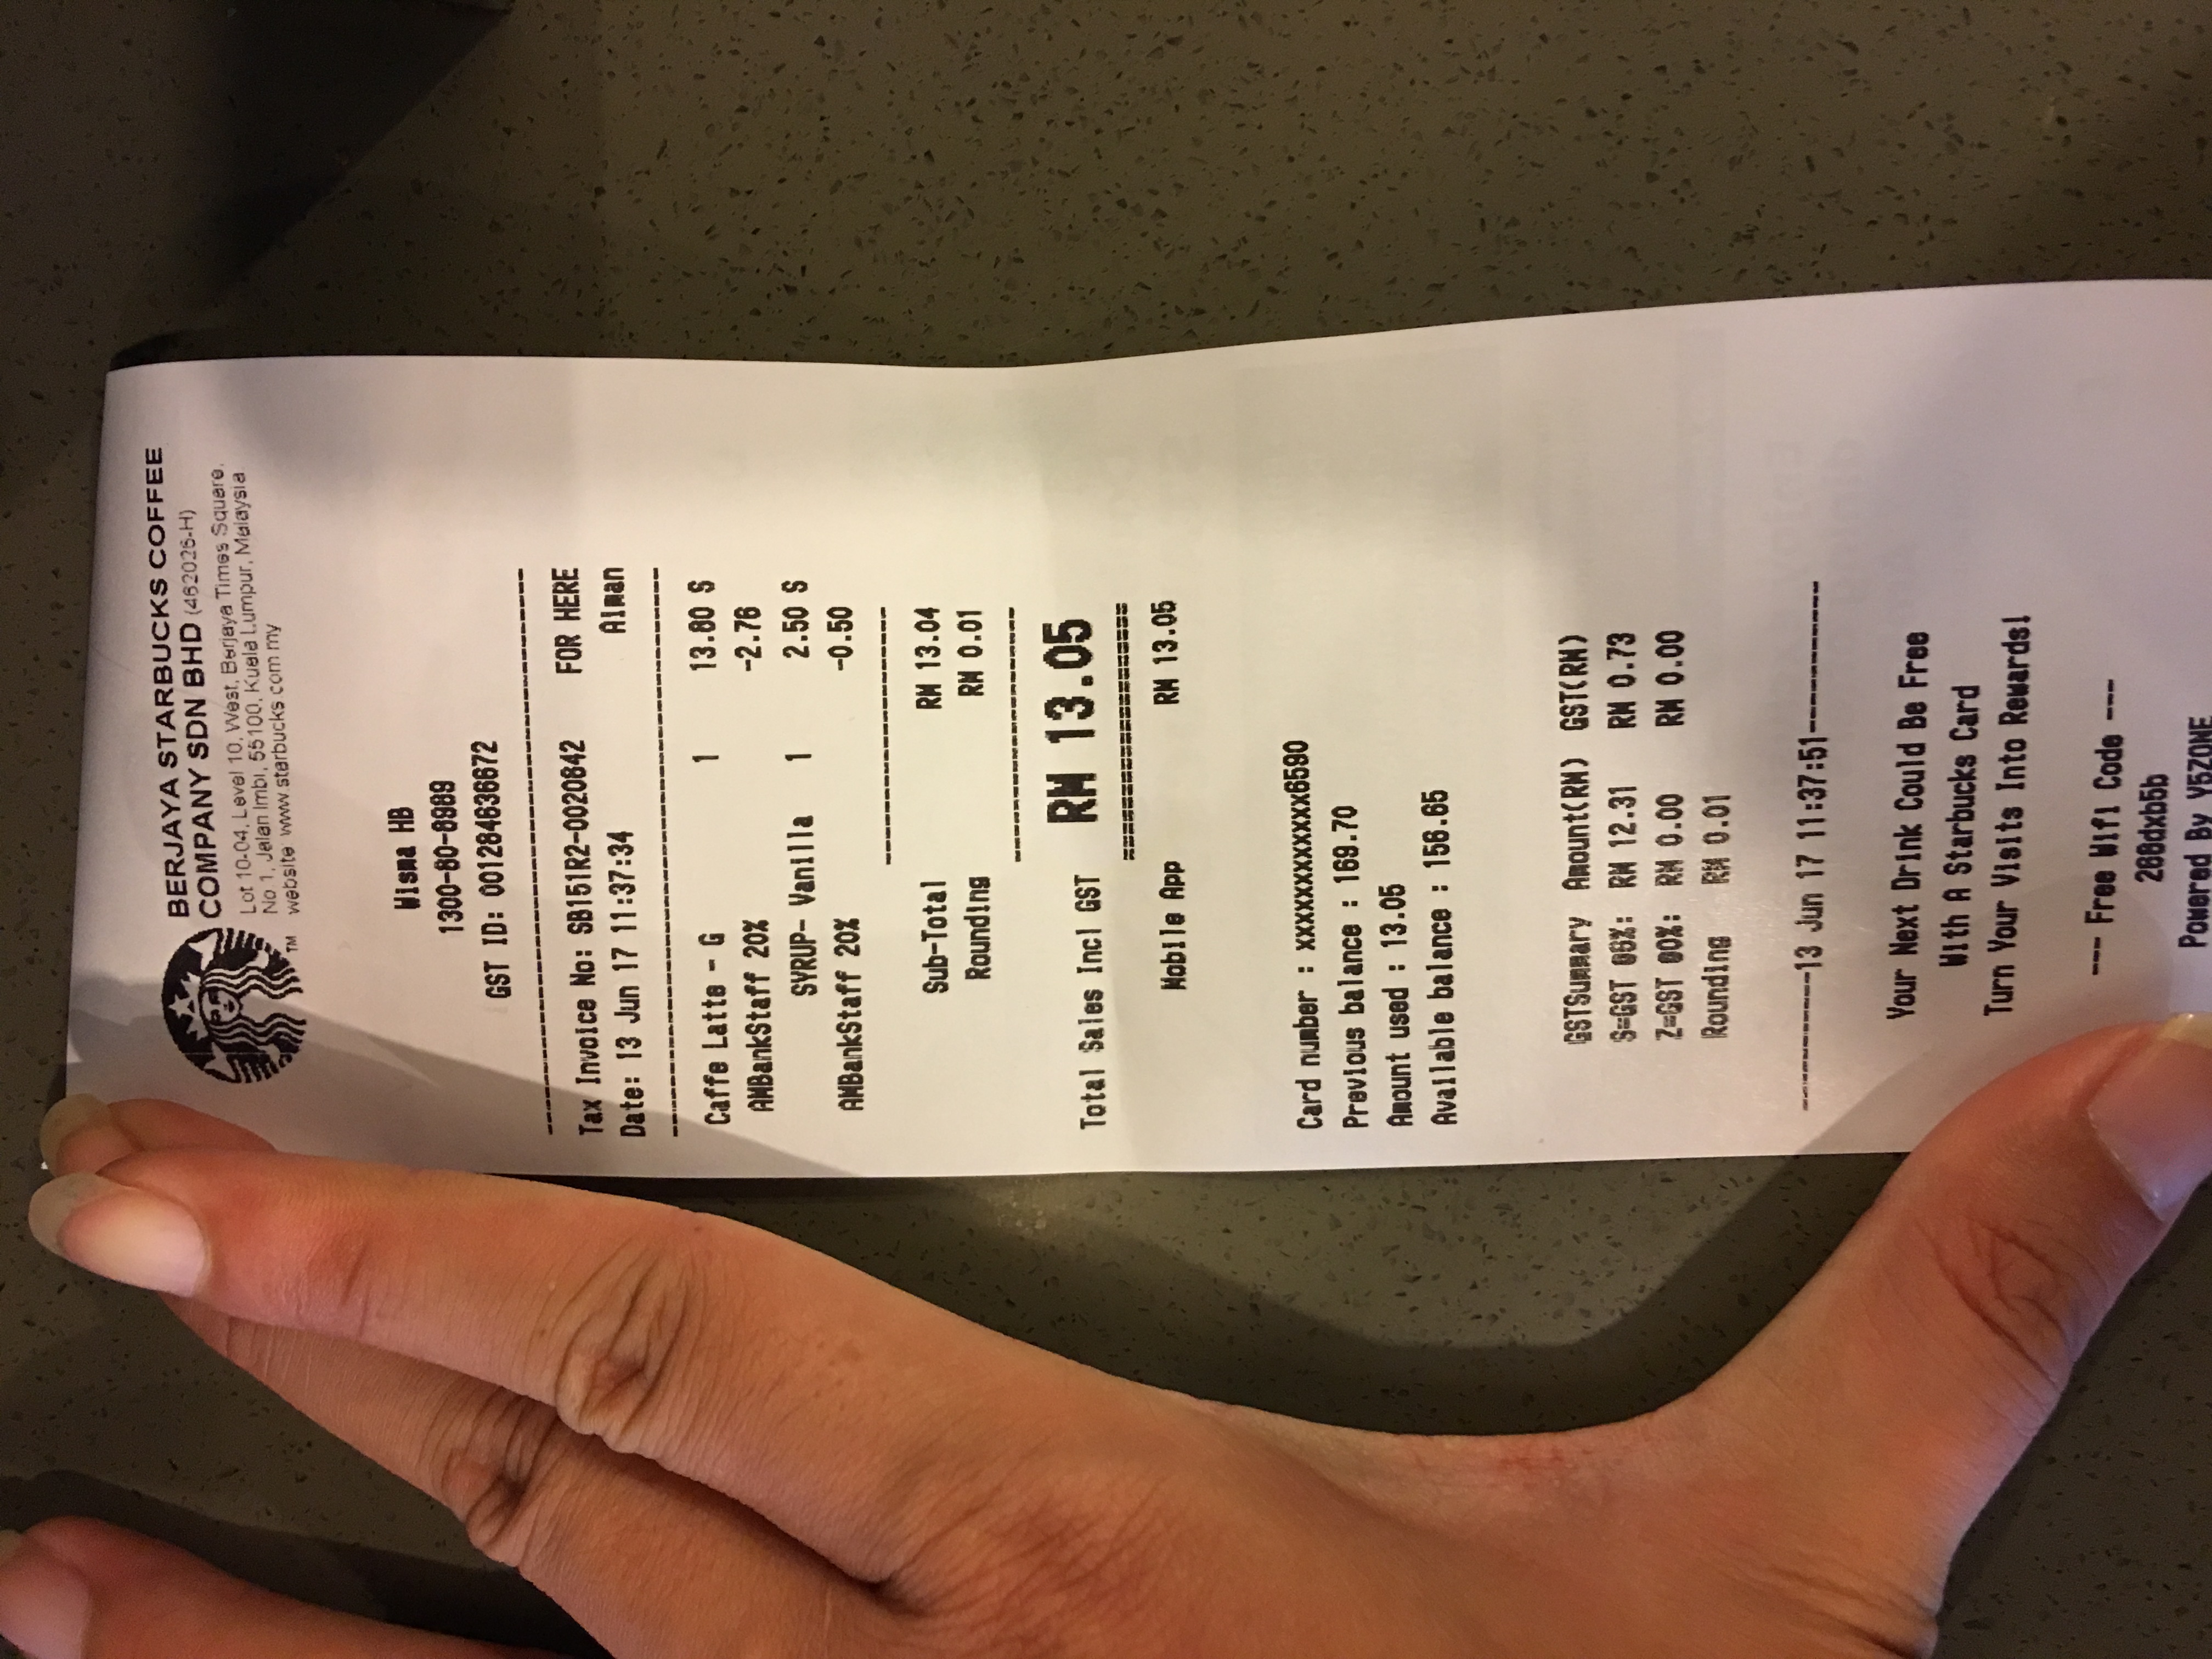 BERJAYA STARBUCKS COFFEE
COMPANY SDN BHD (462026-H)
Lot 10-04, Level 10, West, Berjaya Times Square,
No.1, Jalan Imbi, 55100, Kuala Lumpur, Malaysia.
website: www.starbucks.com.my
TM
Wisma HB
1300-80-8989
GST ID: 001284636672
Tax Invoice No: SB151R2-0020842 FOR HERE
Date: 13 Jun 17 11:37:34 Aiman
Caffe Latte - G 1 13.80 S
AMBankStaff 20% -2.76
SYRUP- Vanilla 1 2.50 S
AMBankStaff 20% -0.50
Sub-Total RM 13.04
Rounding RM 0.01
Total Sales Incl GST RM 13.05
Mobile App RM 13.05
Card number : xxxxxxxxxxxx6590
Previous balance : 169.70
Amount used : 13.05
Available balance : 156.65
GSTSummary Amount(RM) GST(RM)
S=GST @6%: RM 12.31 RM 0.73
Z=GST @0%: RM 0.00 RM 0.00
Rounding RM 0.01
-----------13 Jun 17 11:37:51------------
Your Next Drink Could Be Free
With A Starbucks Card
Turn Your Visits Into Rewards!
--- Free Wifi Code ---
Powered By Y5ZONE